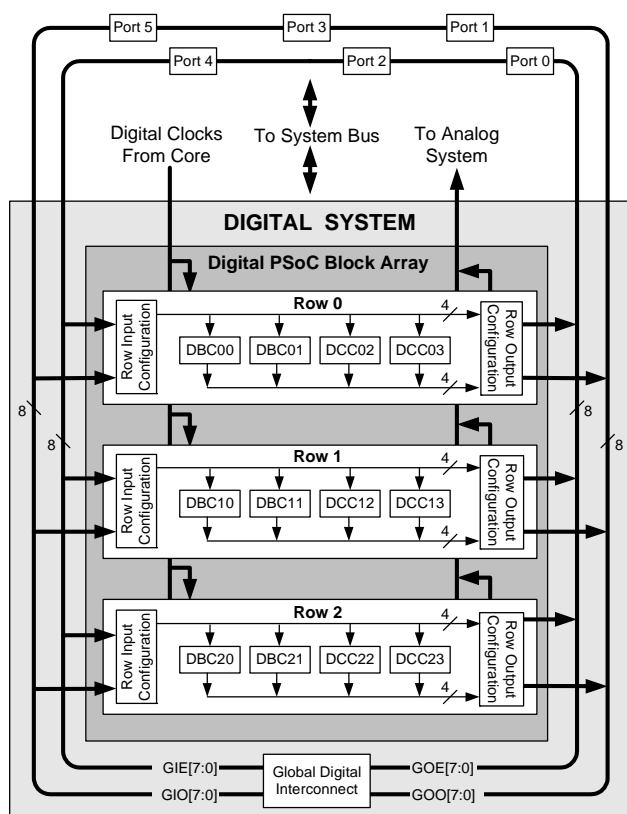 Port 5
Port 3
Port 1
Port 4
Port 2
Port 0
Digital Clocks
From Core
To System Bus
To Analog
System
DIGITAL SYSTEM
Digital PSoC Block Array
Row 0
Row Input
Configuration
DBC00
DBC01
DCC02
DCC03
4
4
Row Output
Configuration
8
8
8
8
Row 1
Row Input
Configuration
DBC10
DBC11
DCC12
DCC13
4
4
Row Output
Configuration
Row 2
Row Input
Configuration
DBC20
DBC21
DCC22
DCC23
4
4
Row Output
Configuration
GIE[7:0]
GIO[7:0]
Global Digital
Interconnect
GOE[7:0]
GOO[7:0]